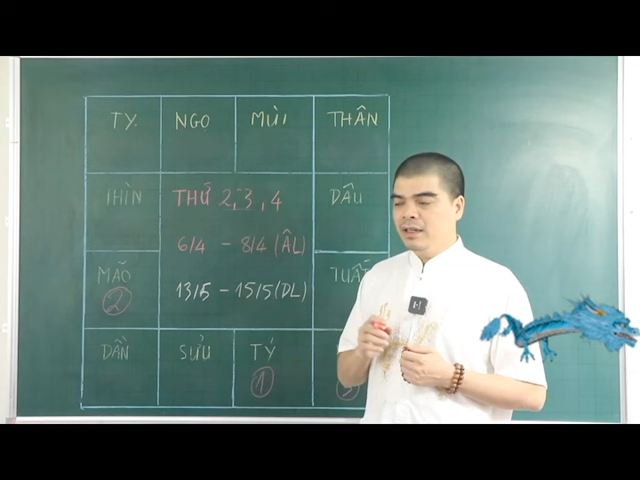 TỴ. NGỌ MÙI THÂN
THÌN THỨ 2,3,4 DẬU
6/4 - 8/4 (ÂL)
MÃO
2 13/5 - 15/5 (DL)
DẦN SỬU TÝ
1